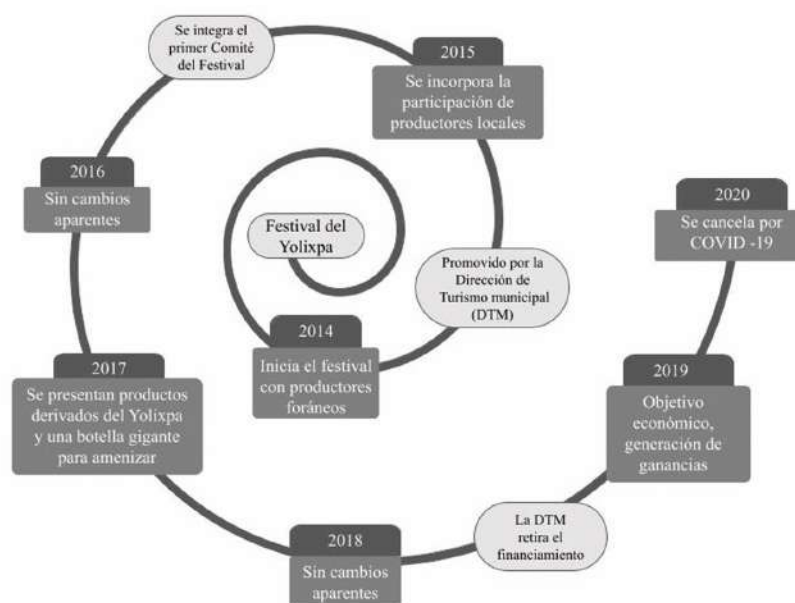 Festival del
Yolixpa
2014
Inicia el festival
con productores
foráneos
Promovido por la
Dirección de
Turismo municipal
(DTM)
2015
Se incorpora la
participación de
productores locales
Se integra el
primer Comité
del Festival
2016
Sin cambios
aparentes
2017
Se presentan productos
derivados del Yolixpa
y una botella gigante
para amenizar
2018
Sin cambios
aparentes
La DTM
retira el
financiamiento
2019
Objetivo
económico,
generación de
ganancias
2020
Se cancela por
COVID -19